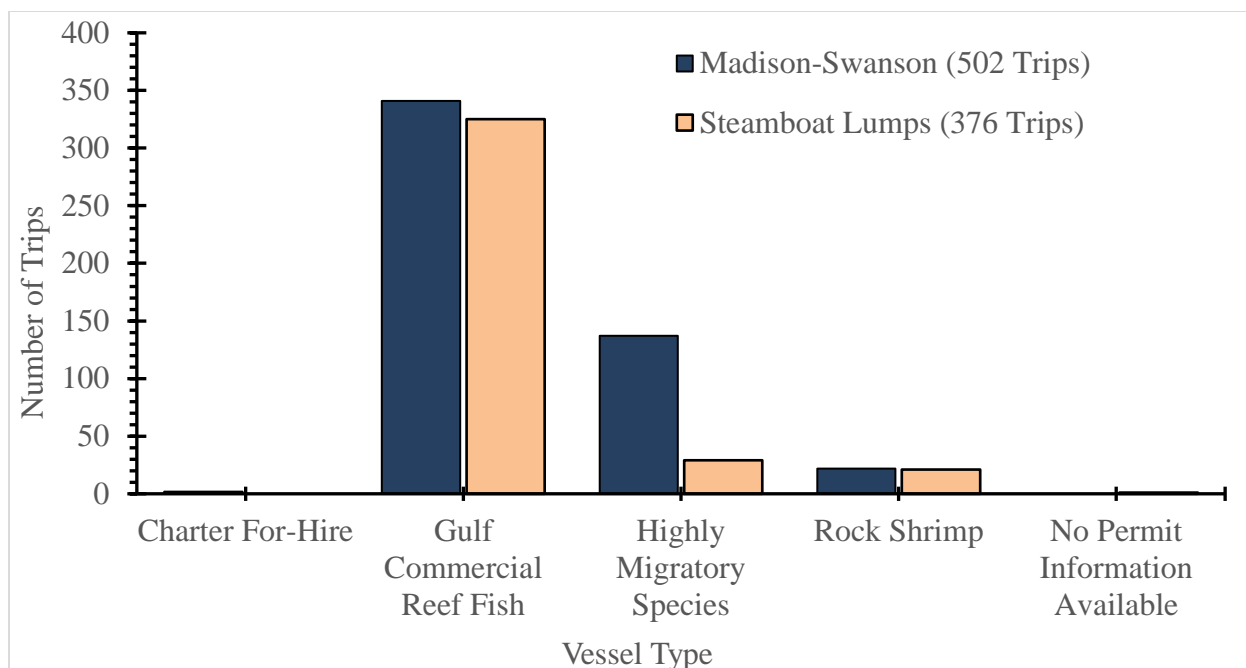 400
350
300
250
200
150
100
50
0
Number of Trips
Madison-Swanson (502 Trips)
Steamboat Lumps (376 Trips)
Charter For-Hire
Gulf
Commercial
Reef Fish
Highly
Migratory
Species
Rock Shrimp
No Permit
Information
Available
Vessel Type